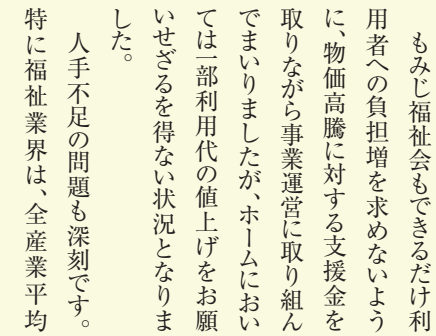 もみじ福祉会もできるだけ利
用者への負担増を求めないよう
に、物価高騰に対する支援金を
取りながら事業運営に取り組ん
でまいりましたが、ホームにおい
ては一部利用代の値上げをお願
いせざるを得ない状況となりま
した。
人手不足の問題も深刻です。
特に福祉業界は、全産業平均